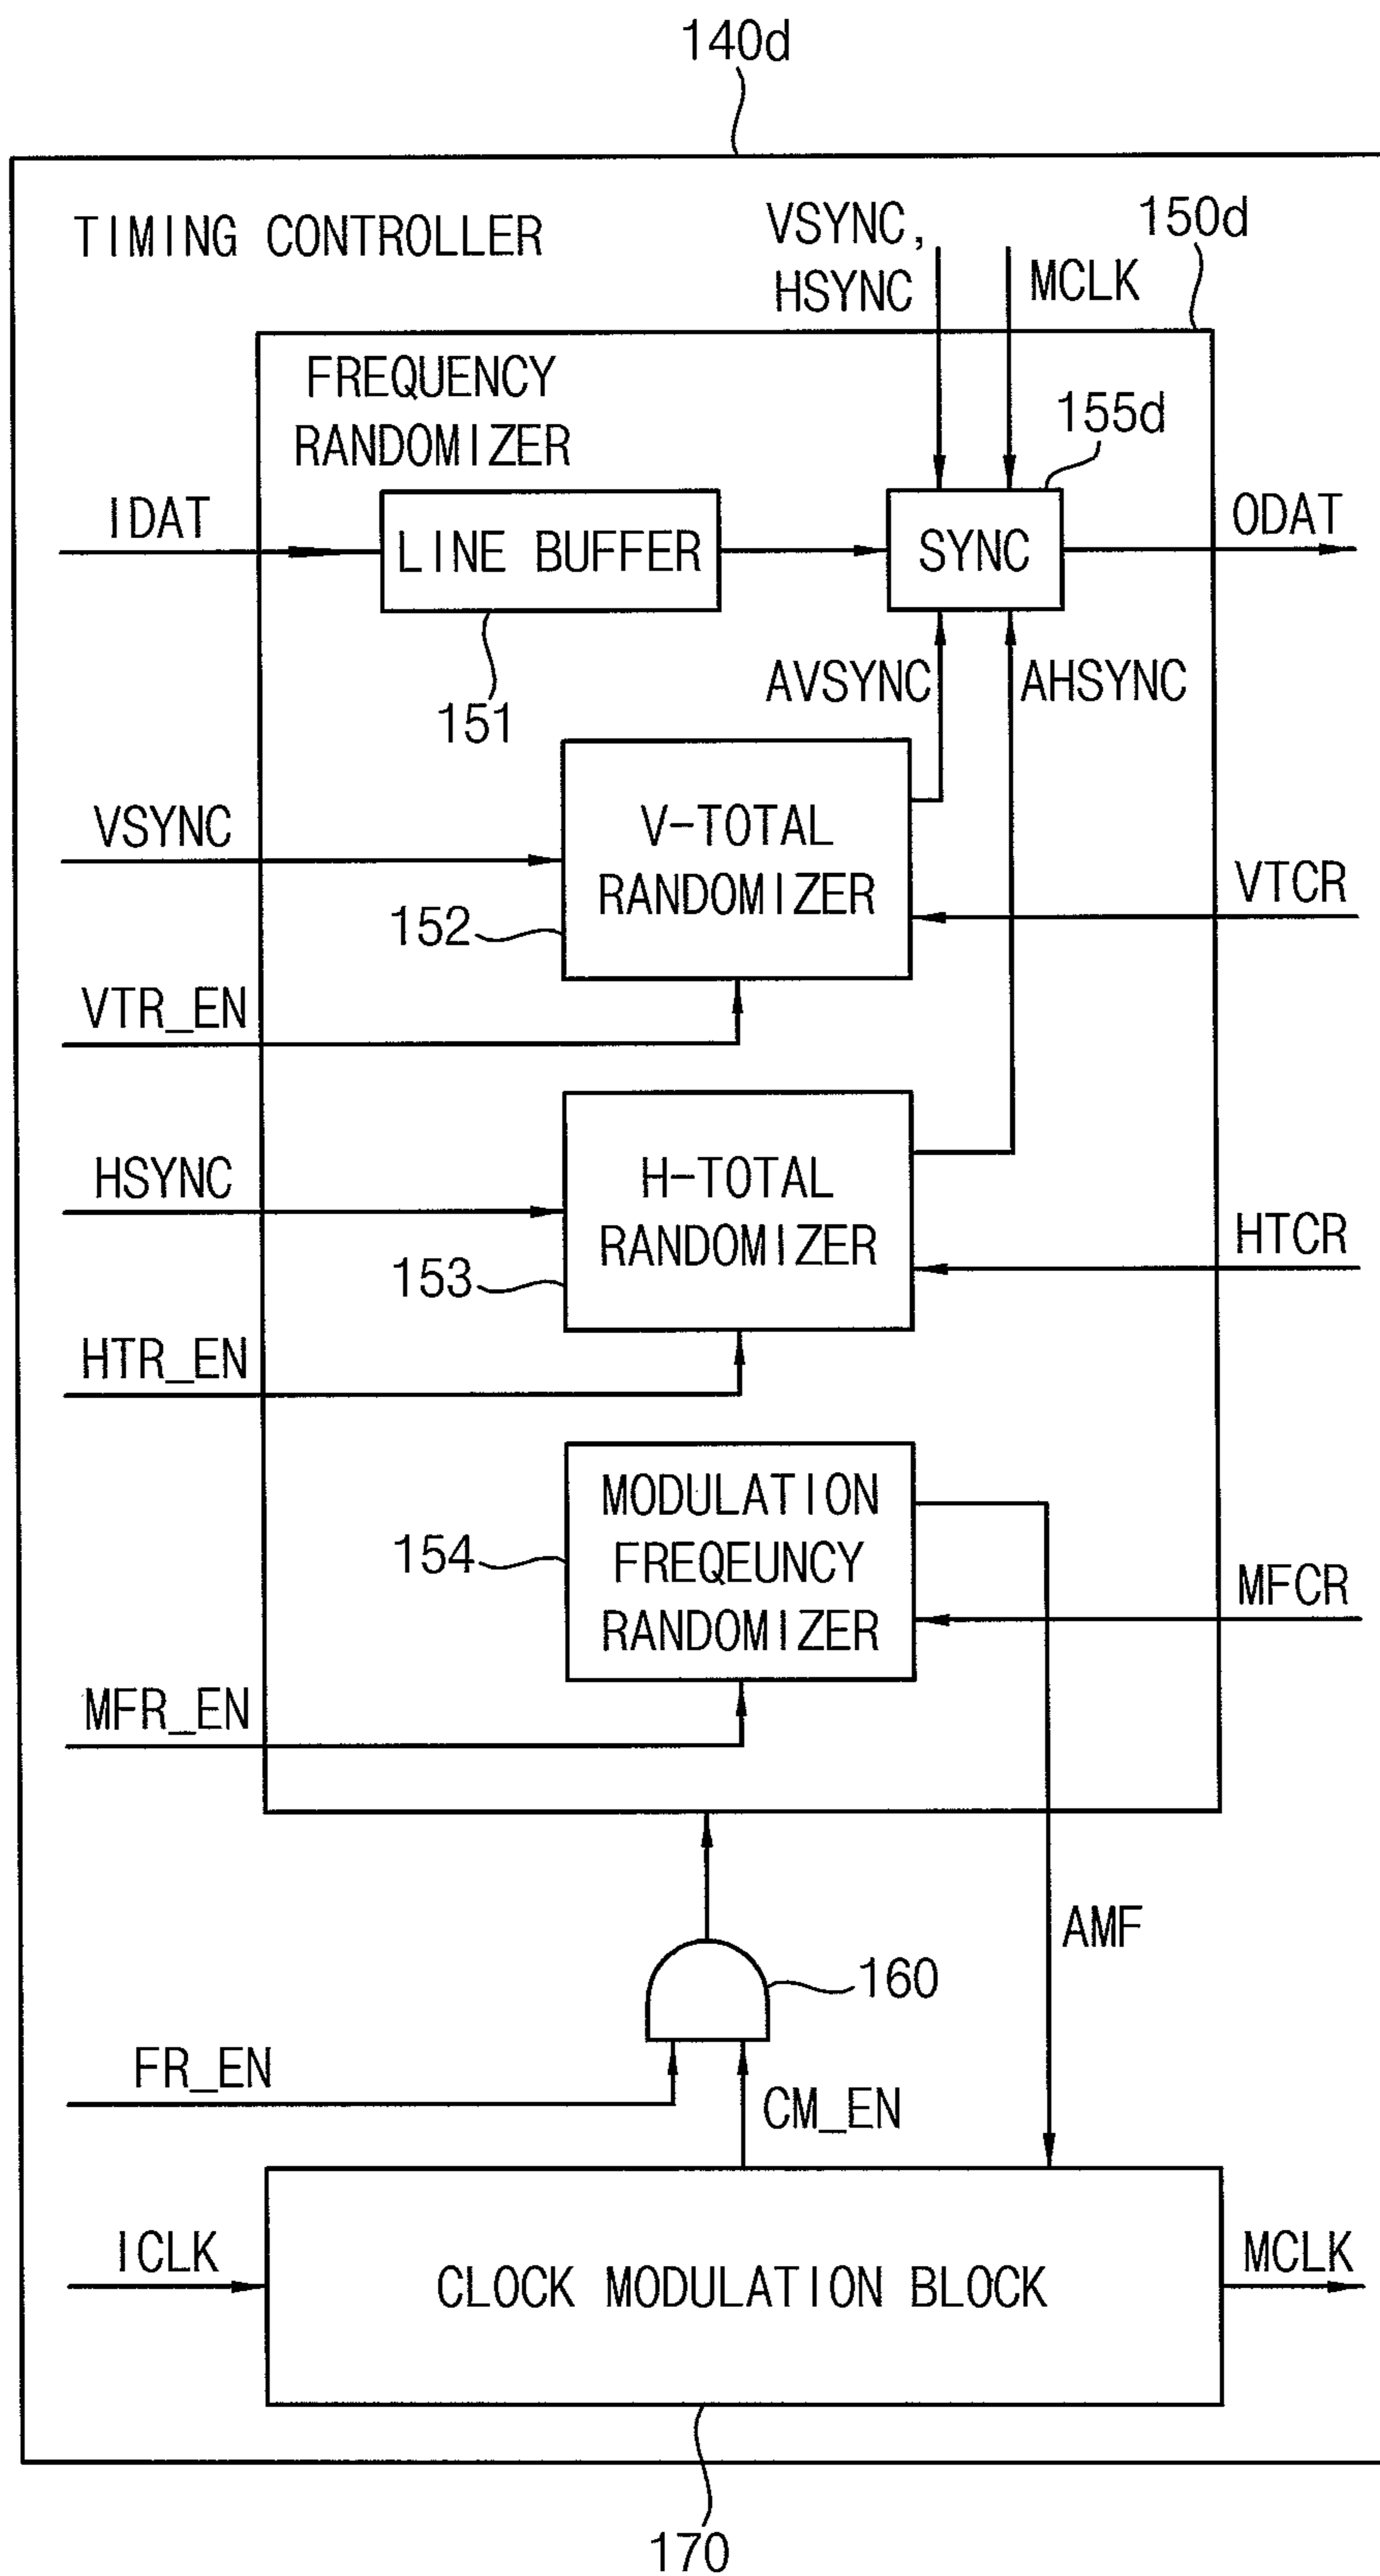 140d
TIMING CONTROLLER
VSYNC,
HSYNC
MCLK
150d
FREQUENCY
RANDOMIZER
155d
IDAT
LINE BUFFER
SYNC
ODAT
151
AVSYNC
AHSYNC
VSYNC
V-TOTAL
RANDOMIZER
152
VTCR
VTR_EN
HSYNC
H-TOTAL
RANDOMIZER
153
HTCR
HTR_EN
MODULATION
FREQEUNCY
RANDOMIZER
154
MFCR
MFR_EN
AMF
160
FR_EN
CM_EN
ICLK
CLOCK MODULATION BLOCK
MCLK
170